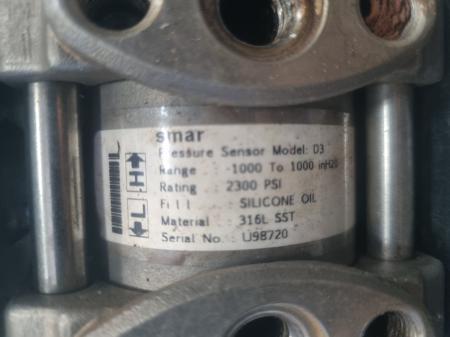 smar
Pressure Sensor Model: D3
Range : -1000 To 1000 inH20
Rating : 2300 PSI
Fill : SILICONE OIL
Material : 316L SST
Serial No. : U98720
L H